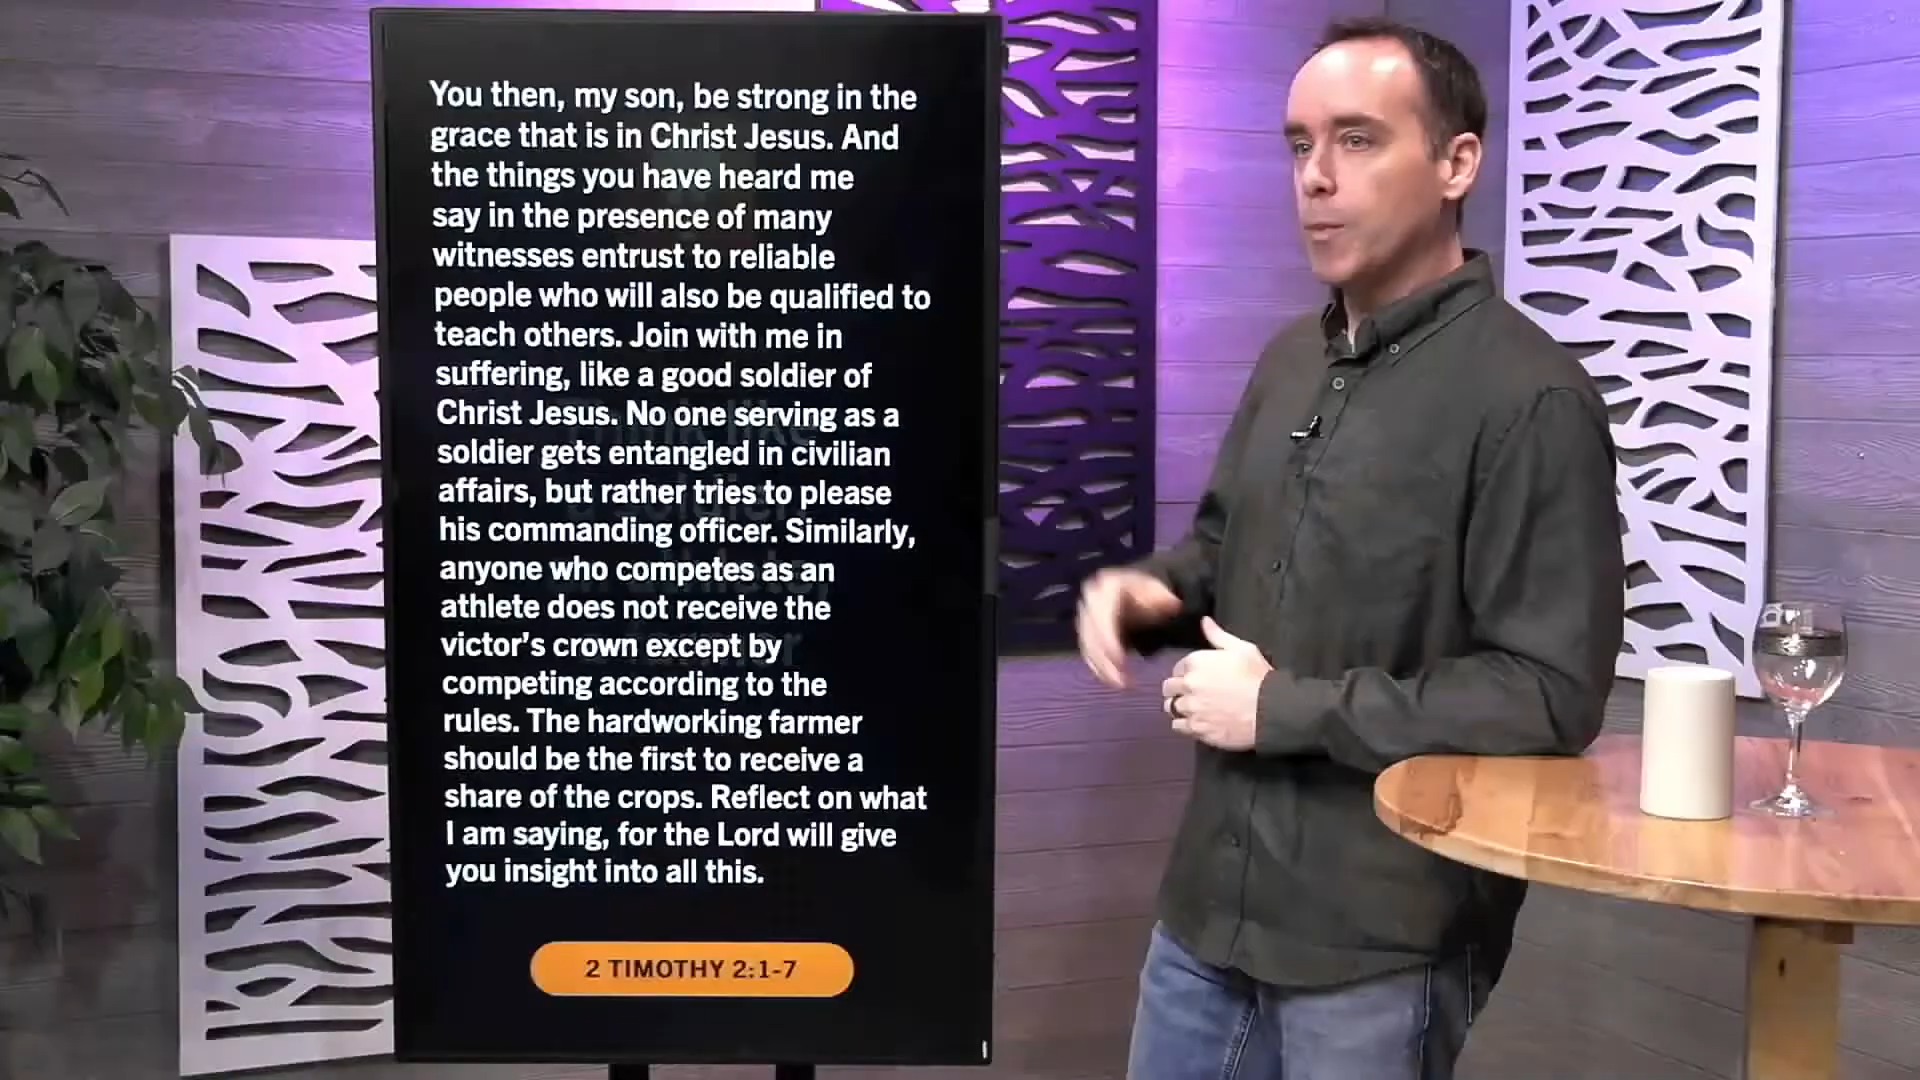 You then, my son, be strong in the
grace that is in Christ Jesus. And
the things you have heard me
say in the presence of many
witnesses entrust to reliable
people who will also be qualified to
teach others. Join with me in
suffering, like a good soldier of
Christ Jesus. No one serving as a
soldier gets entangled in civilian
affairs, but rather tries to please
his commanding officer. Similarly,
anyone who competes as an
athlete does not receive the
victor's crown except by
competing according to the
rules. The hardworking farmer
should be the first to receive a
share of the crops. Reflect on what
I am saying, for the Lord will give
you insight into all this.
2 TIMOTHY 2:1-7